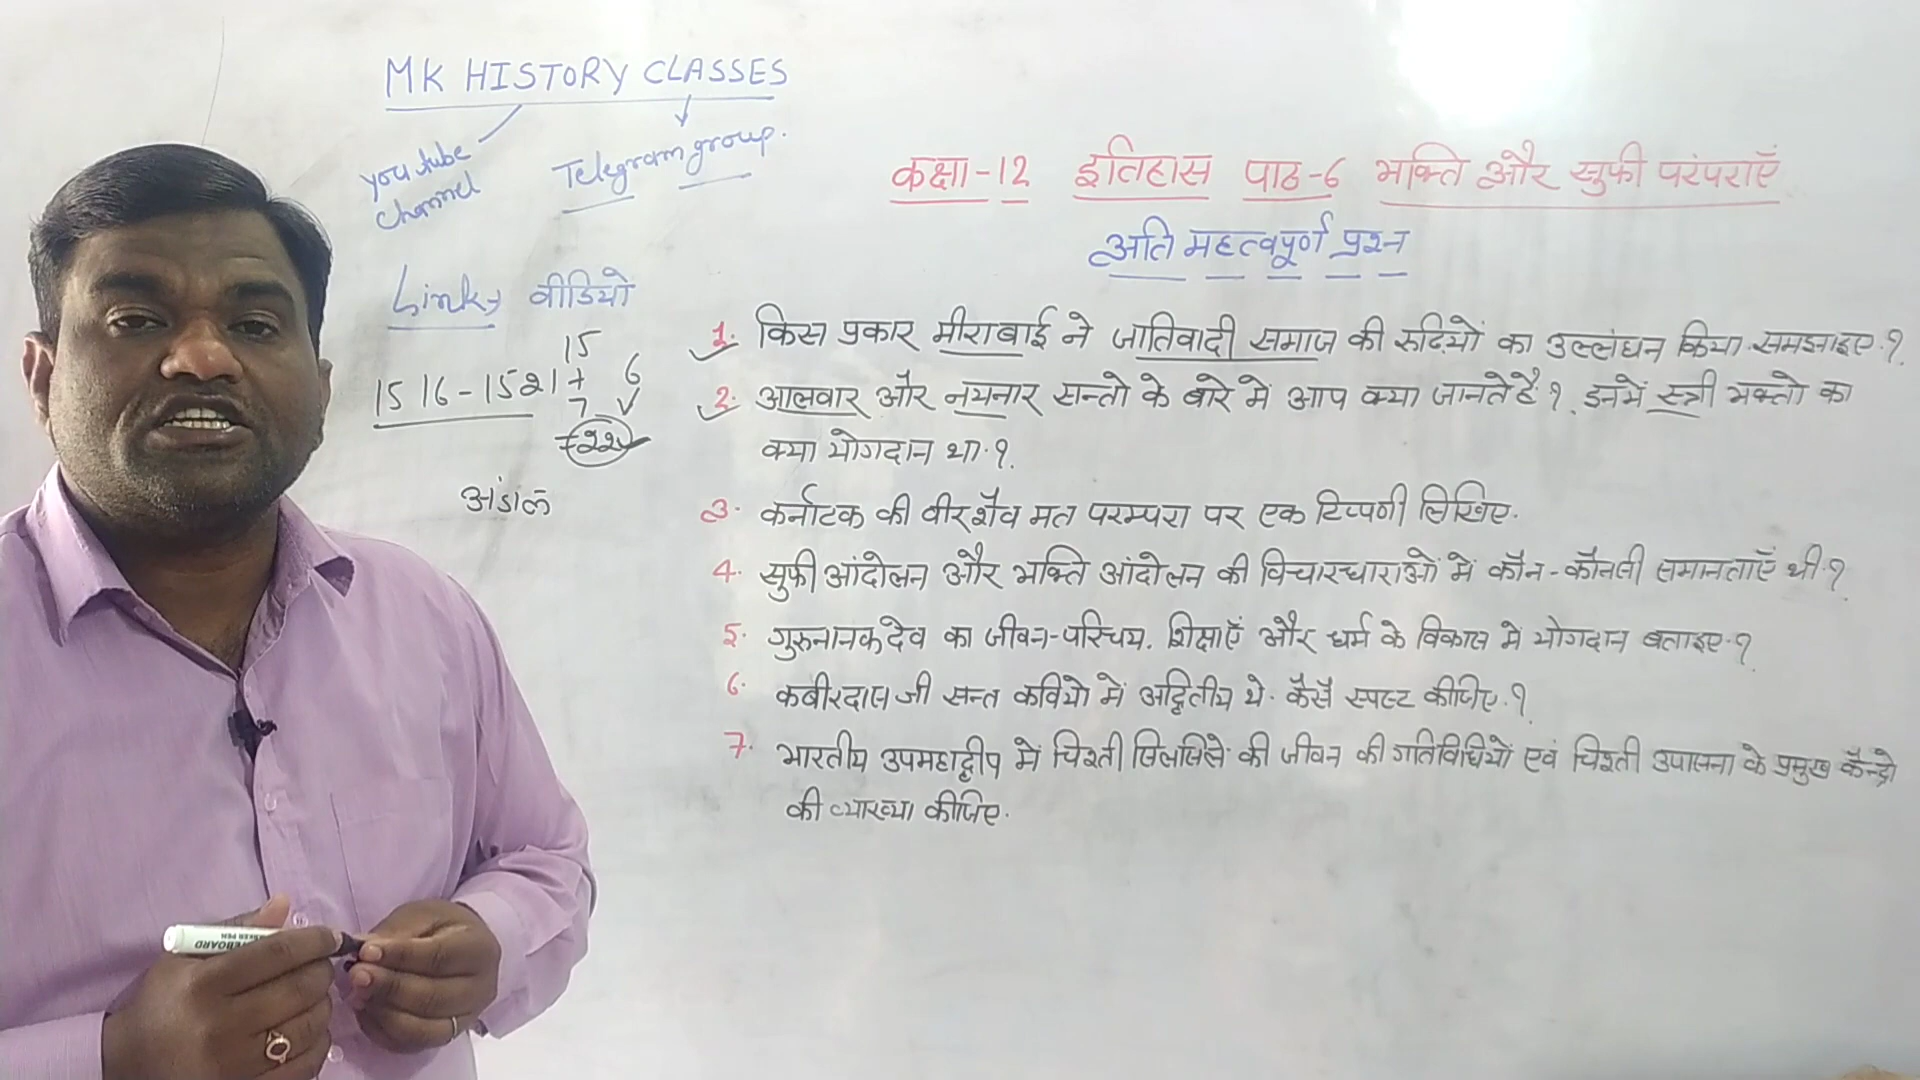 MK HISTORY CLASSES
you tube
channel
Telegram group.
Link → वीडियो
15
1516-1521 + 6
7
22
अंडाल
कक्षा-12 इतिहास पाठ-6 भक्ति और सुफी परंपराएँ
अति महत्वपूर्ण प्रश्न
1. किस प्रकार मीराबाई ने जातिवादी समाज की रूढियों का उल्लंघन किया. समझाइए.?
2. आलवार और नयनार सन्तो के बारे में आप क्या जानते हैं?. इनमें स्त्री भक्तो का
क्या योगदान था.?.
3. कर्नाटक की वीरशैव मत परम्परा पर एक टिप्पणी लिखिए.
4. सुफी आंदोलन और भक्ति आंदोलन की विचारधाराओं में कौन-कौनसी समानताएँ थी.?
5. गुरुनानक देव का जीवन-परिचय. शिक्षाएँ और धर्म के विकास में योगदान बताइए.?
6. कबीरदास जी सन्त कवियो में अद्वितीय थे. कैसे स्पष्ट कीजिए.?
7. भारतीय उपमहाद्वीप में चिश्ती सिलसिले की जीवन की गतिविधियों एवं चिश्ती उपासना के प्रमुख केन्द्रो
की व्याख्या कीजिए.